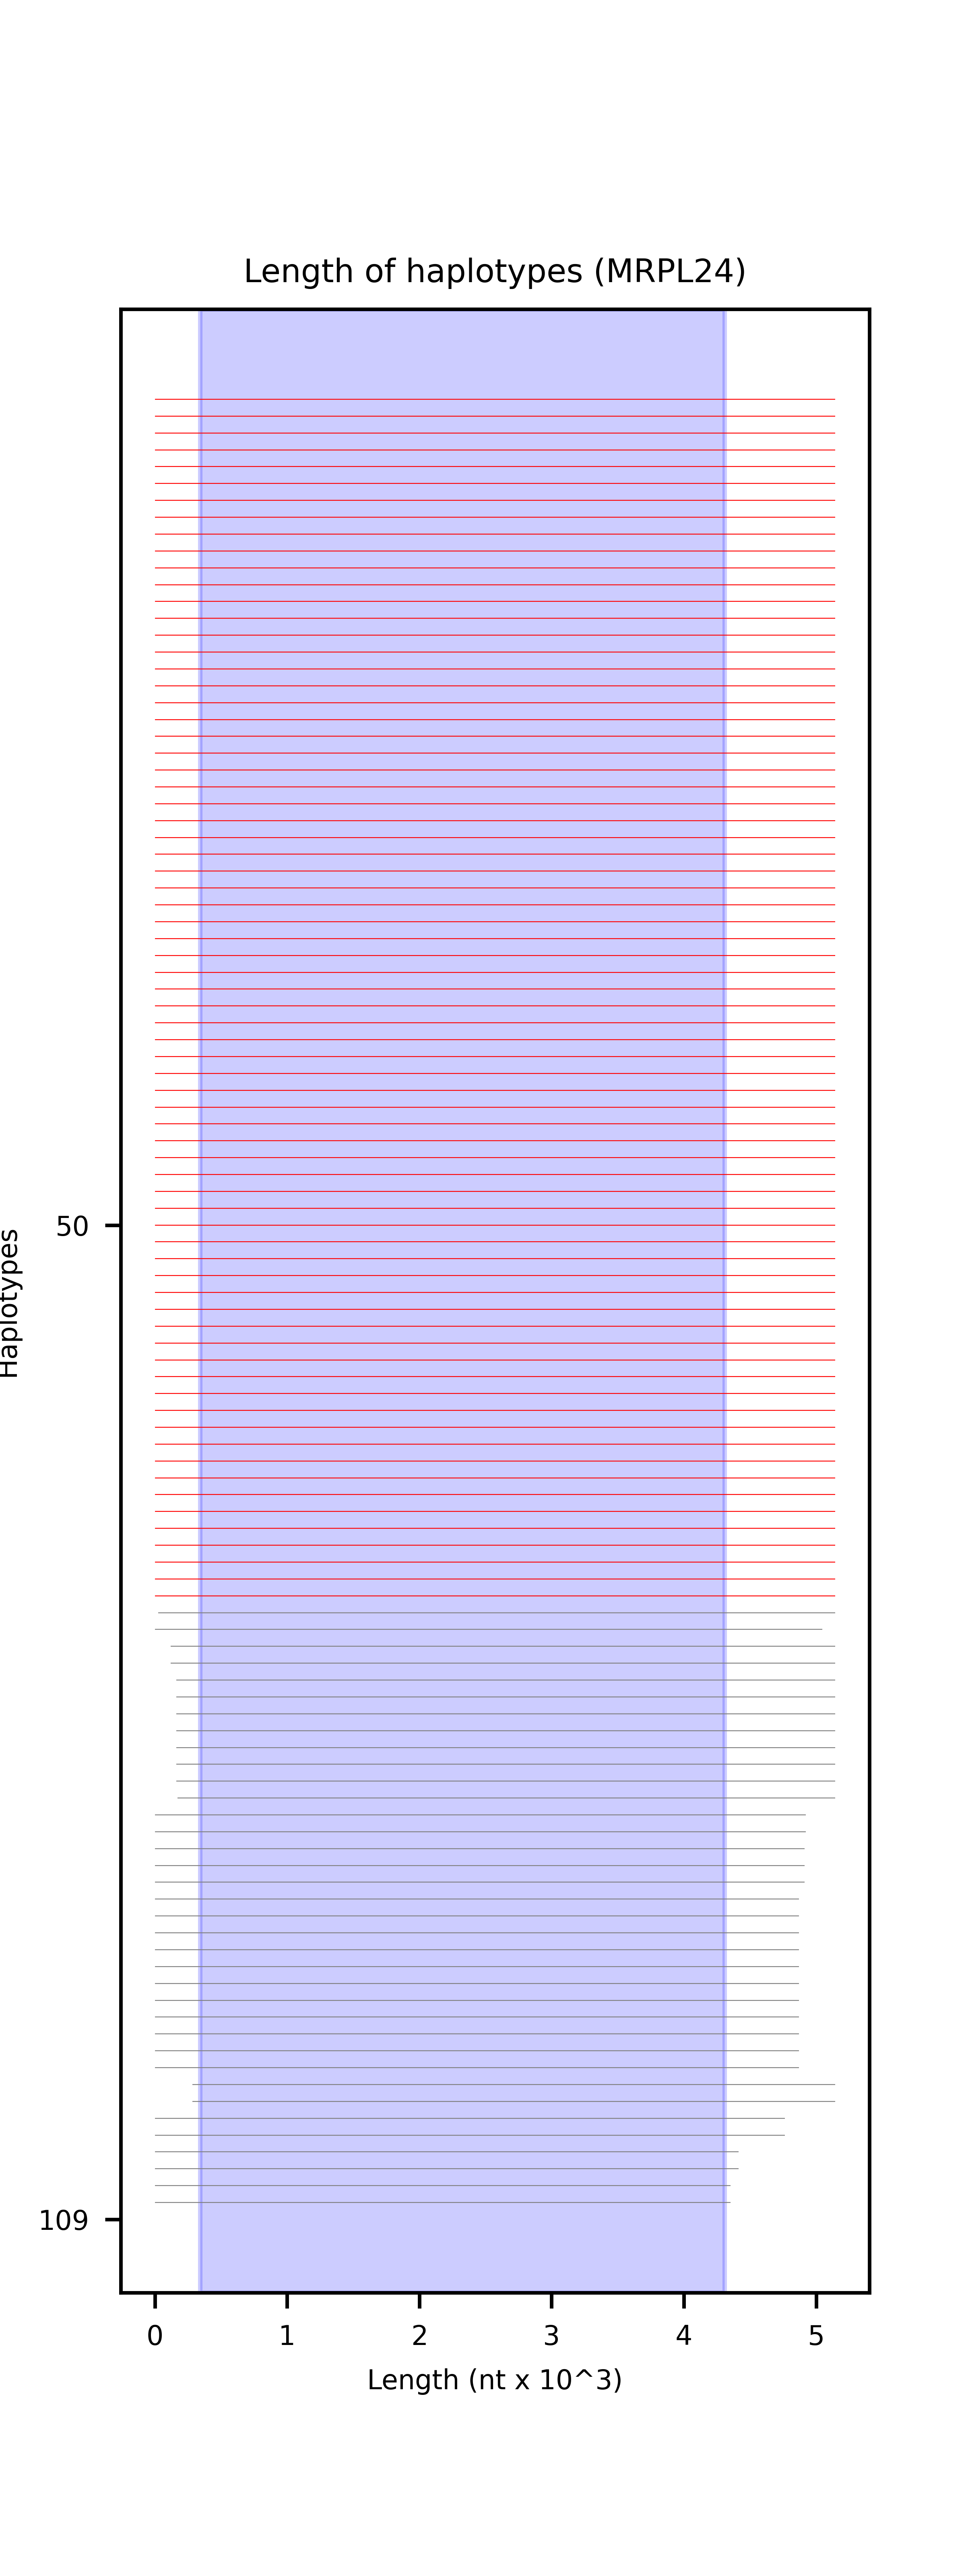 Length of haplotypes (MRPL24)
Haplotypes
50
109
0 1 2 3 4 5
Length (nt x 10^3)